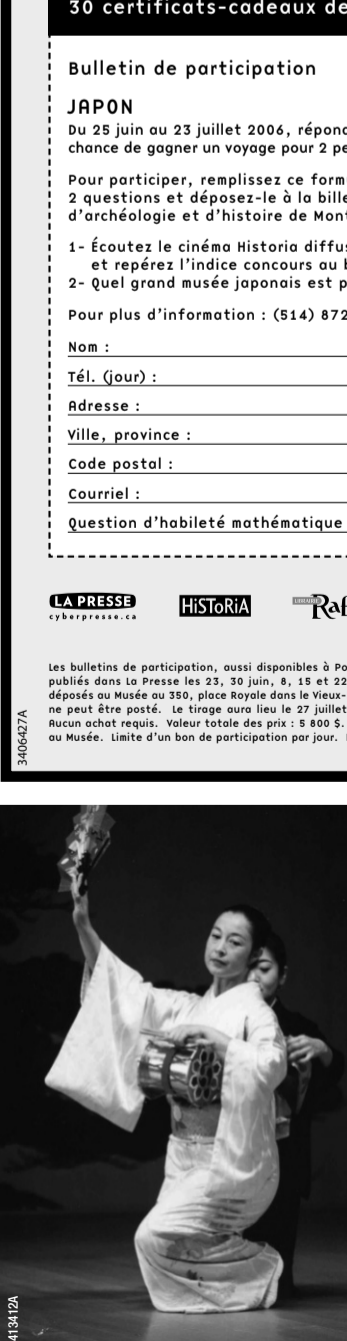 30 certificats-cadeaux de
Bulletin de participation
JAPON
Du 25 juin au 23 juillet 2006, répond
chance de gagner un voyage pour 2 pe
Pour participer, remplissez ce form
2 questions et déposez-le à la bille
d'archéologie et d'histoire de Mont
1- Écoutez le cinéma Historia diffus
et repérez l'indice concours au b
2- Quel grand musée japonais est p
Pour plus d'information : (514) 872
Nom :
Tél. (jour) :
Adresse :
Ville, province :
Code postal :
Courriel :
Question d'habileté mathématique
LA PRESSE
cyberpresse.ca
HiSToRiA
LIBRAIRIE
Raf
Les bulletins de participation, aussi disponibles à Po
publiés dans La Presse les 23, 30 juin, 8, 15 et 22
déposés au Musée au 350, place Royale dans le Vieux-
ne peut être posté. Le tirage aura lieu le 27 juillet
Aucun achat requis. Valeur totale des prix : 5 800 $.
au Musée. Limite d'un bon de participation par jour.
3406427A
413412A